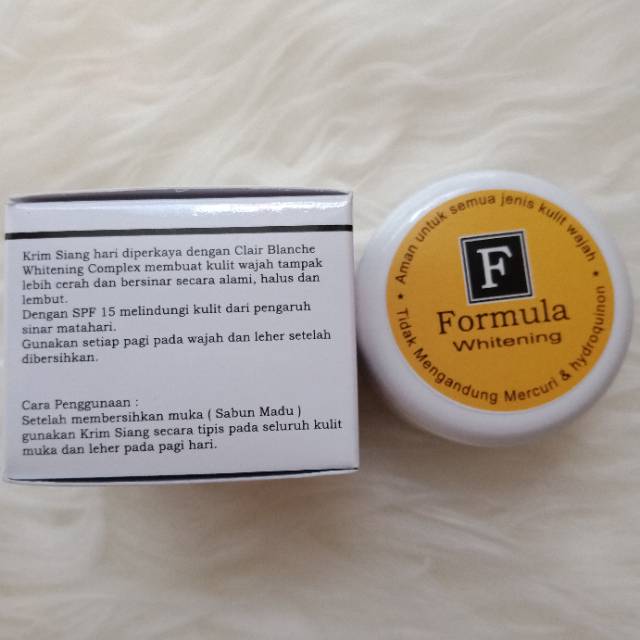 Krim Siang hari diperkaya dengan Clair Blanche
Whitening Complex membuat kulit wajah tampak
lebih cerah dan bersinar secara alami, halus dan
lembut.
Dengan SPF 15 melindungi kulit dari pengaruh
sinar matahari.
Gunakan setiap pagi pada wajah dan leher setelah
dibersihkan.
Cara Penggunaan :
Setelah membersihkan muka ( Sabun Madu )
gunakan Krim Siang secara tipis pada seluruh kulit
muka dan leher pada pagi hari.
Aman untuk semua jenis kulit wajah
F
Formula
Whitening
Tidak Mengandung Mercuri & hydroquinon